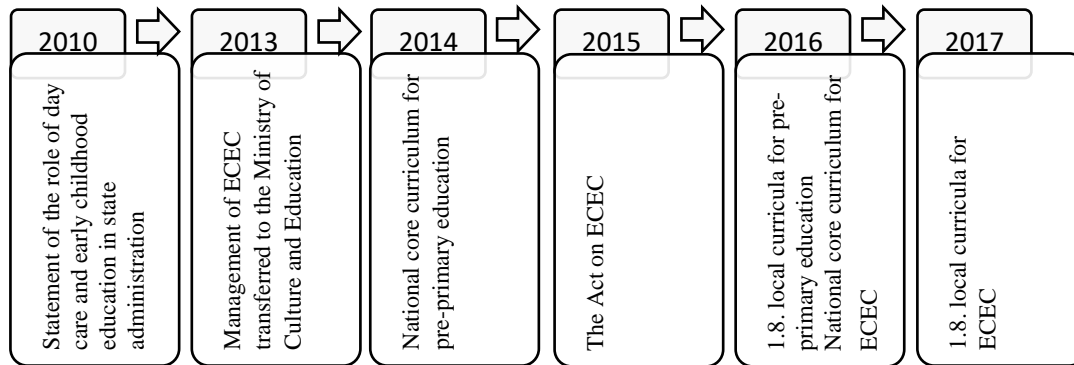 2010
Statement of the role of day
care and early childhood
education in state
administration
2013
Management of ECEC
transferred to the Ministry of
Culture and Education
2014
National core curriculum for
pre-primary education
2015
The Act on ECEC
2016
1.8. local curricula for pre-
primary education
National core curriculum for
ECEC
2017
1.8. local curricula for
ECEC